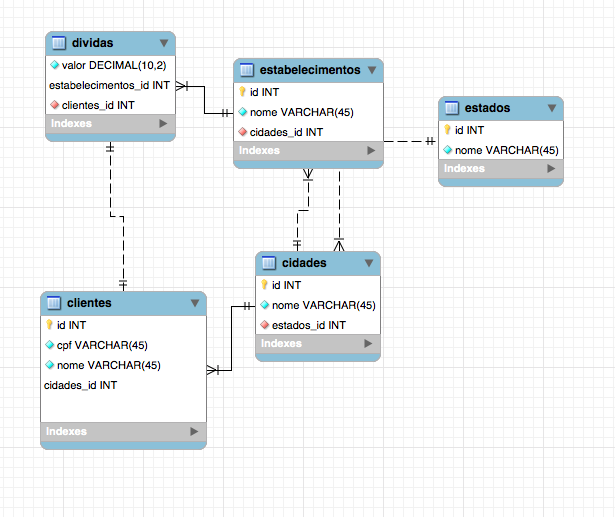 dividas
valor DECIMAL(10,2)
estabelecimentos_id INT
clientes_id INT
Indexes
estabelecimentos
id INT
nome VARCHAR(45)
cidades_id INT
Indexes
estados
id INT
nome VARCHAR(45)
Indexes
cidades
id INT
nome VARCHAR(45)
estados_id INT
Indexes
clientes
id INT
cpf VARCHAR(45)
nome VARCHAR(45)
cidades_id INT
Indexes